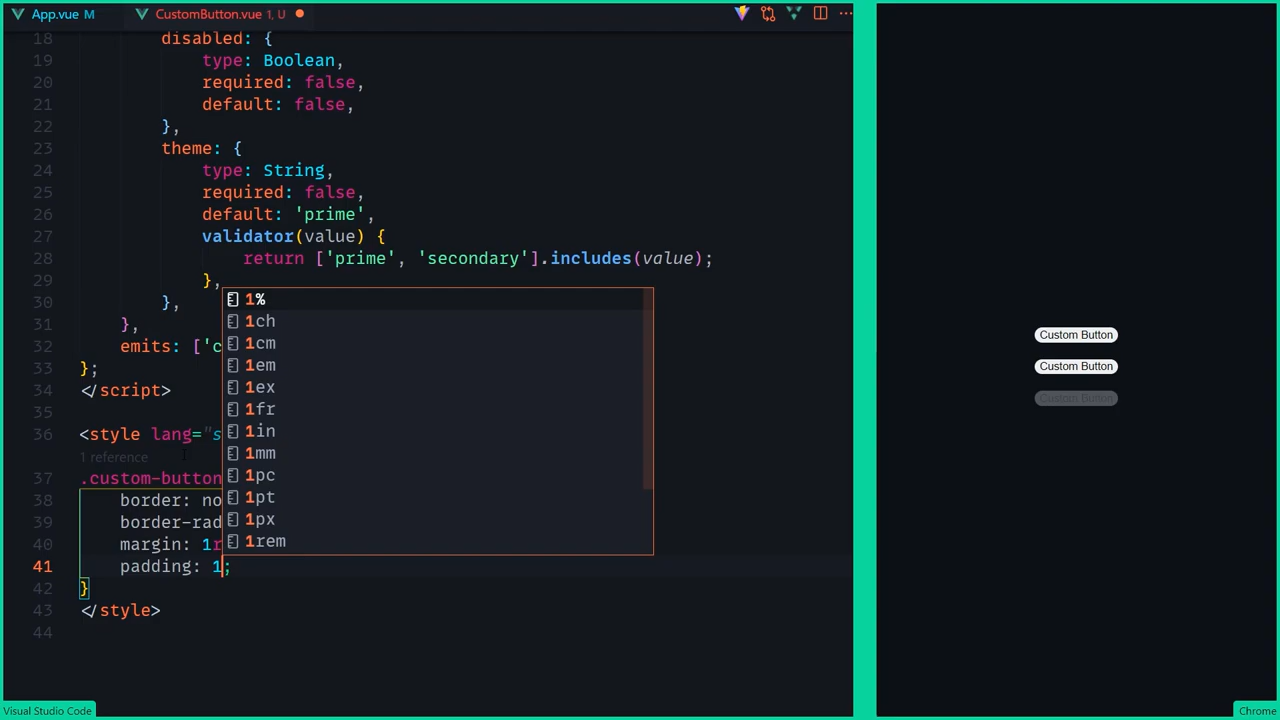 App.vue M
CustomButton.vue 1, U
18 disabled: {
19 type: Boolean,
20 required: false,
21 default: false,
22 },
23 theme: {
24 type: String,
25 required: false,
26 default: 'prime',
27 validator(value) {
28 return ['prime', 'secondary'].includes(value);
29 },
30 },
31 },
32 emits: ['c
33 };
34 </script>
35
36 <style lang="s
1 reference
37 .custom-button
38 border: no
39 border-rad
40 margin: 1r
41 padding: 1;
42 }
43 </style>
44
1%
1ch
1cm
1em
1ex
1fr
1in
1mm
1pc
1pt
1px
1rem
Custom Button
Custom Button
Custom Button
Visual Studio Code
Chrome